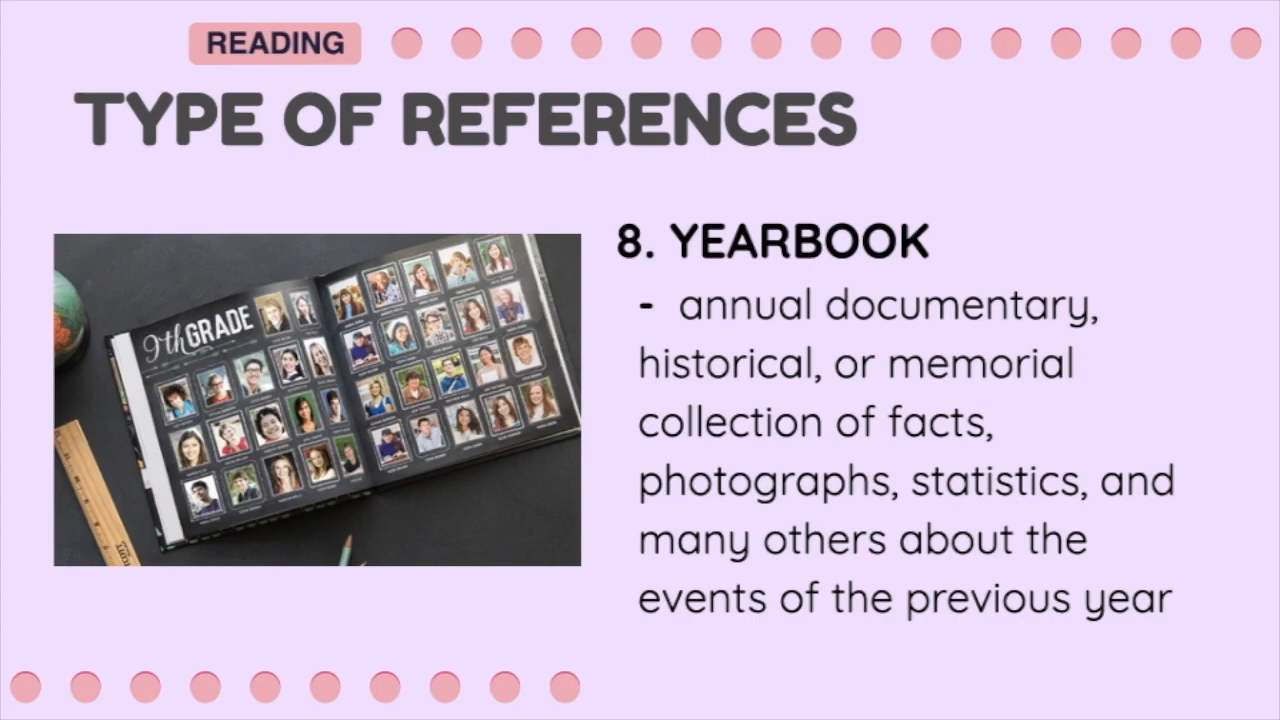 READING
TYPE OF REFERENCES
8. YEARBOOK
- annual documentary,
historical, or memorial
collection of facts,
photographs, statistics, and
many others about the
events of the previous year
9th GRADE